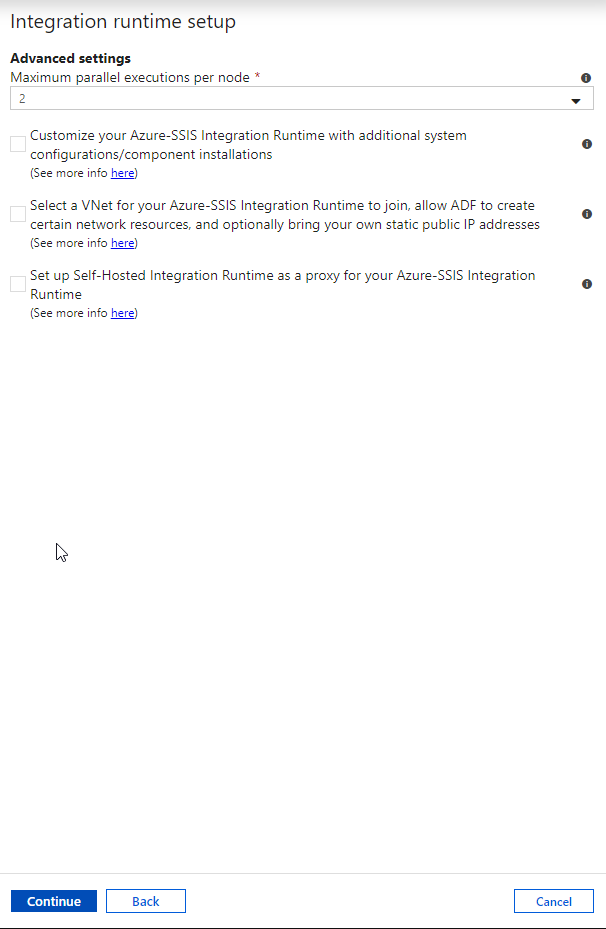 Integration runtime setup
Advanced settings
Maximum parallel executions per node *
2
Customize your Azure-SSIS Integration Runtime with additional system
configurations/component installations
(See more info here)
Select a VNet for your Azure-SSIS Integration Runtime to join, allow ADF to create
certain network resources, and optionally bring your own static public IP addresses
(See more info here)
Set up Self-Hosted Integration Runtime as a proxy for your Azure-SSIS Integration
Runtime
(See more info here)
Continue Back Cancel